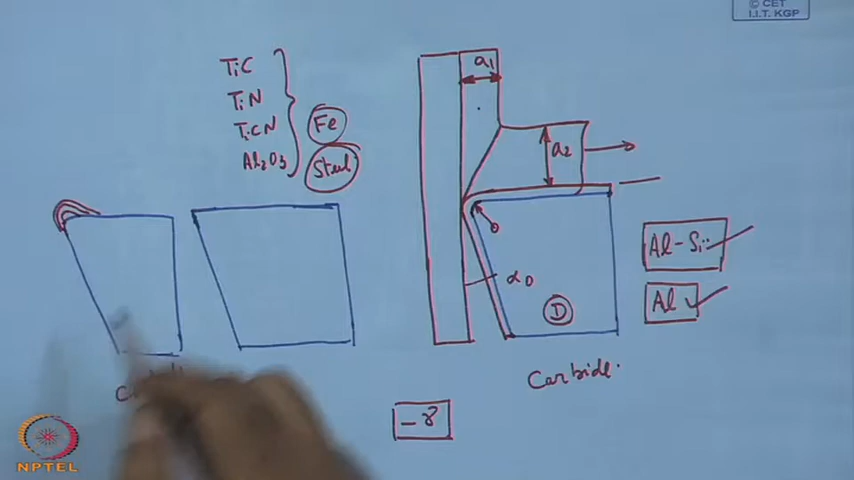 © CET
I.I.T. KGP
TiC
TiN
TiCN
Al₂O₃
Fe
Steel
a₁
a₂
α₀
D
Al-Si
Al
Carbide.
-γ
NPTEL